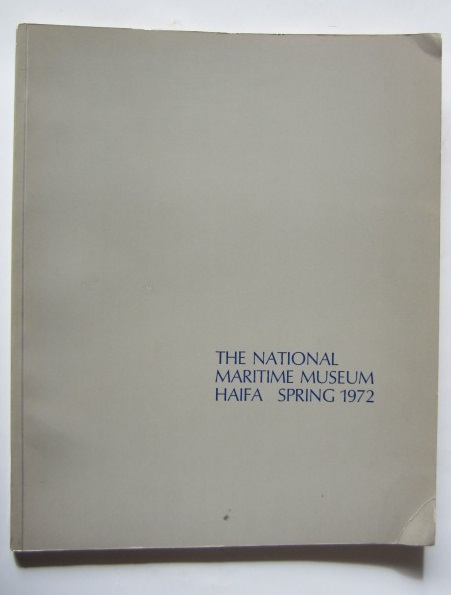 THE NATIONAL
MARITIME MUSEUM
HAIFA SPRING 1972